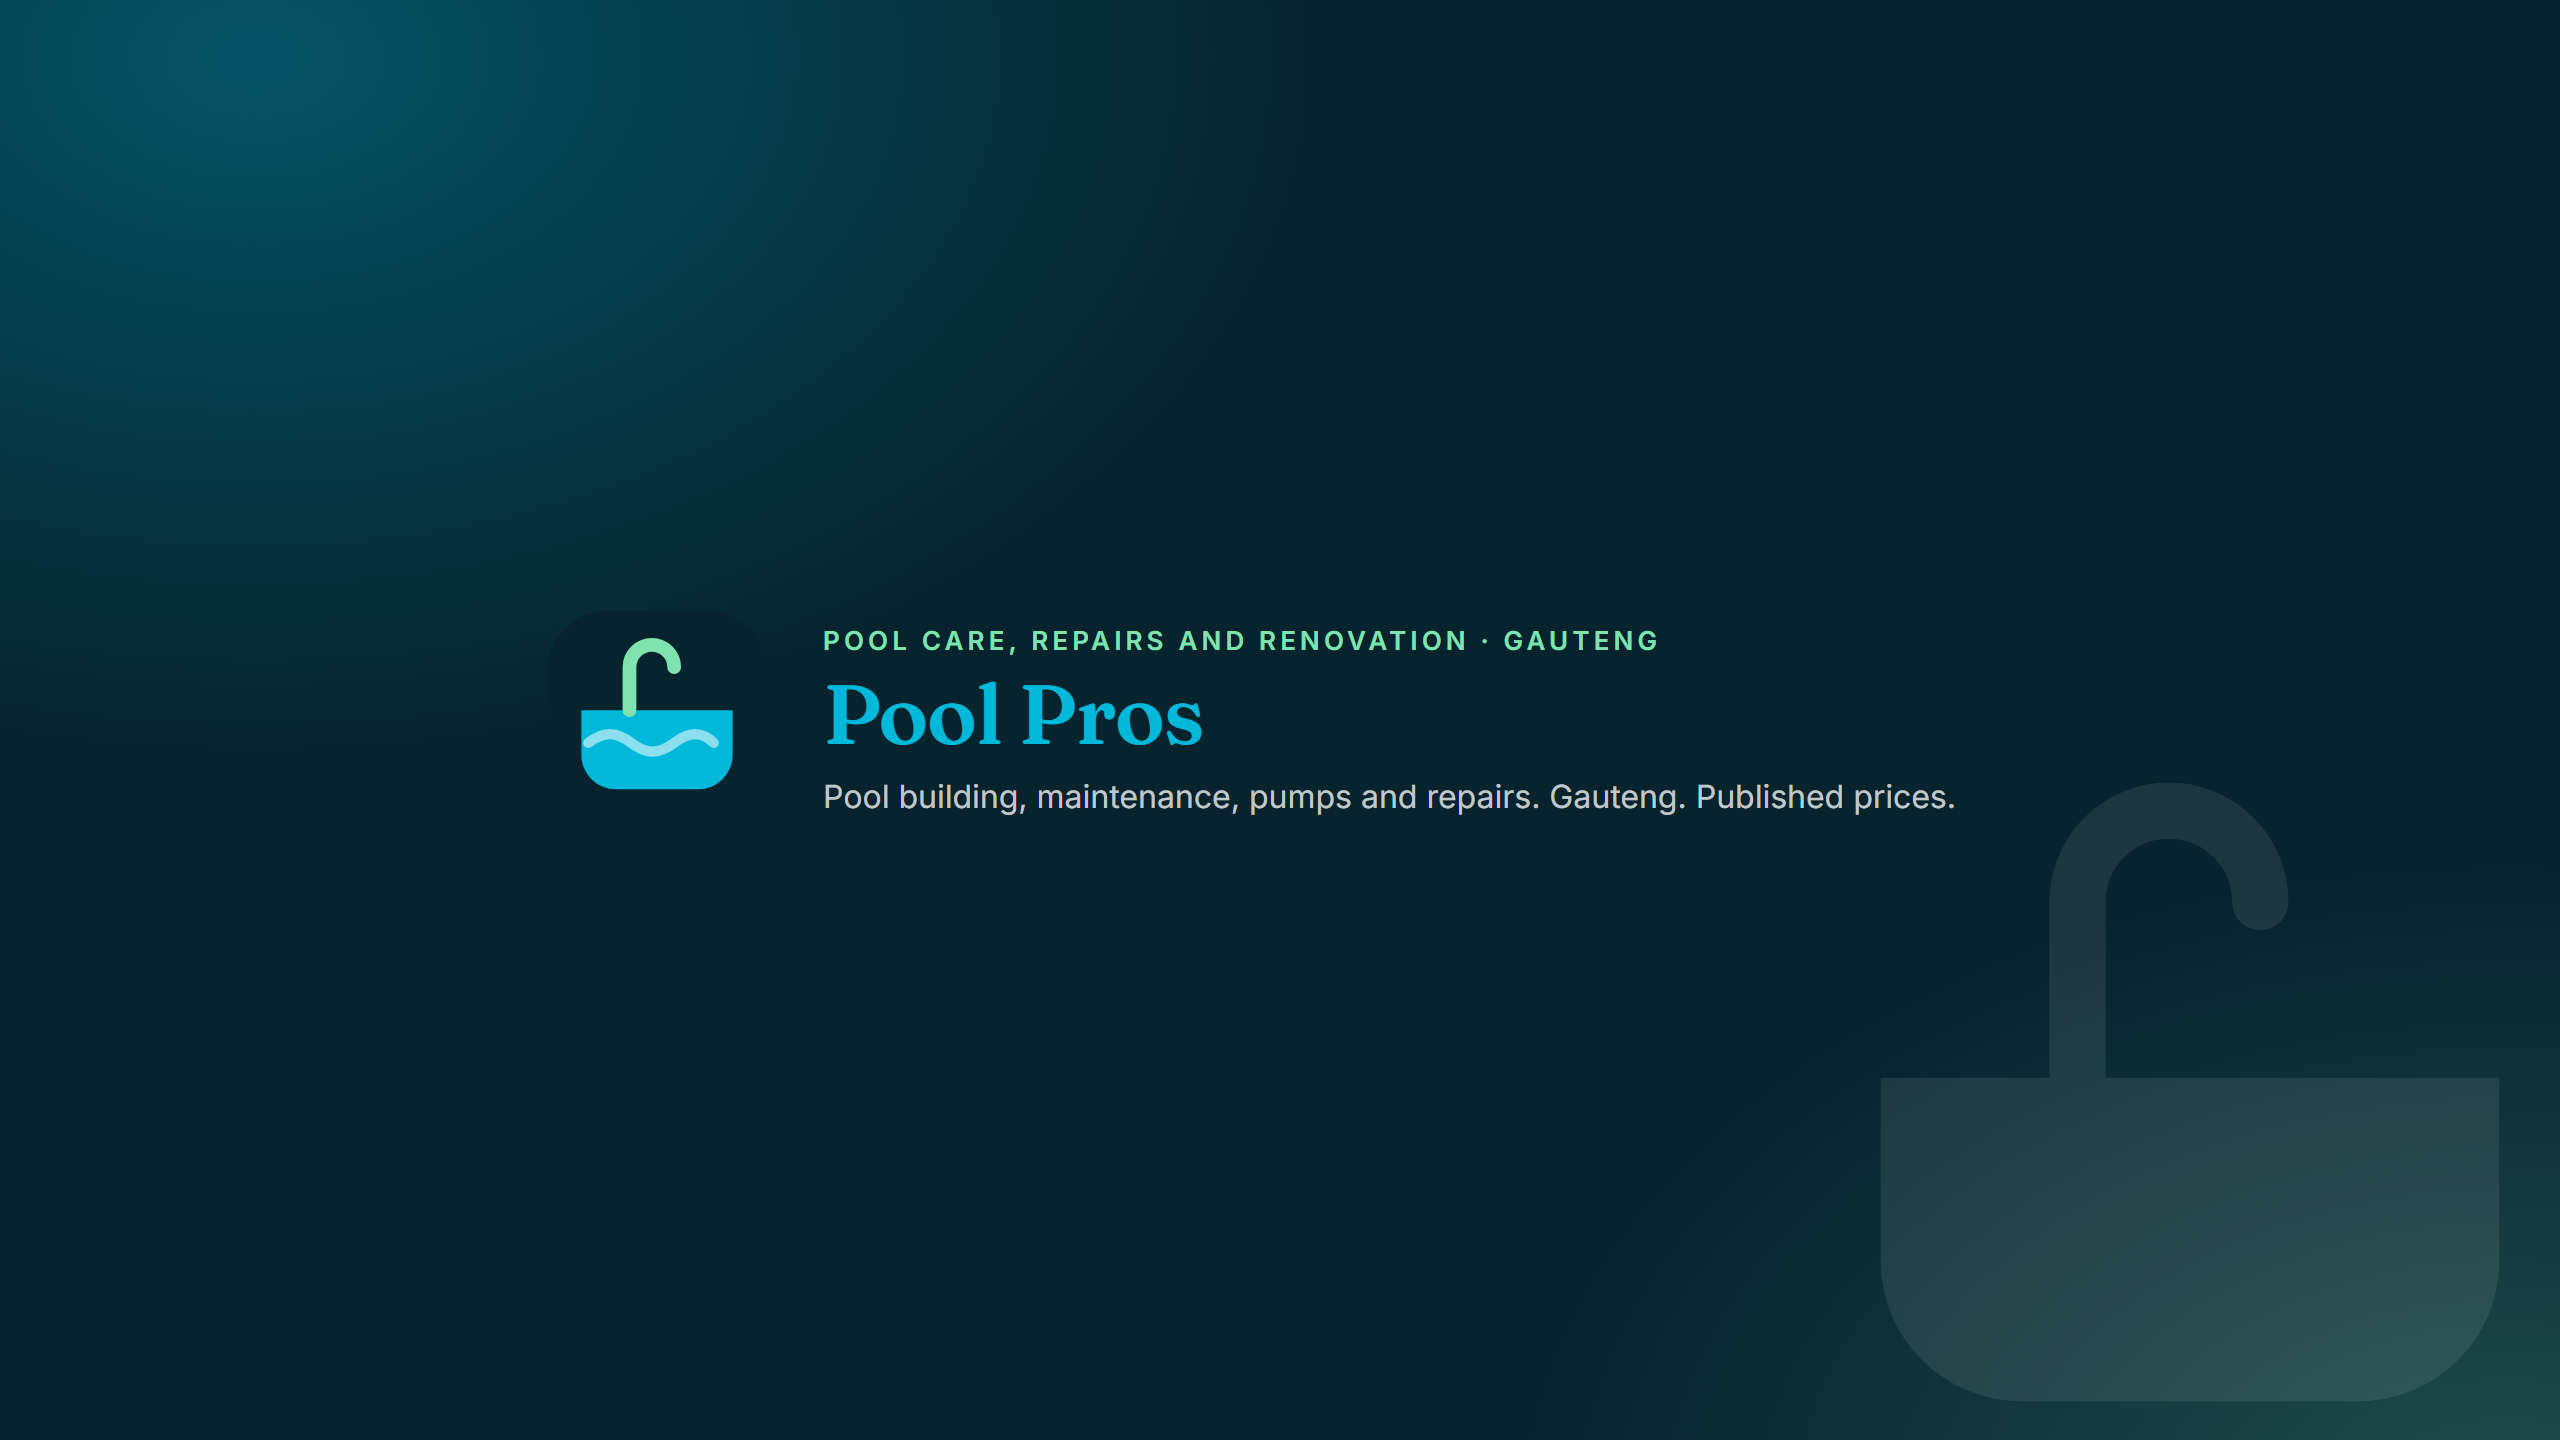 POOL CARE, REPAIRS AND RENOVATION · GAUTENG
Pool Pros
Pool building, maintenance, pumps and repairs. Gauteng. Published prices.